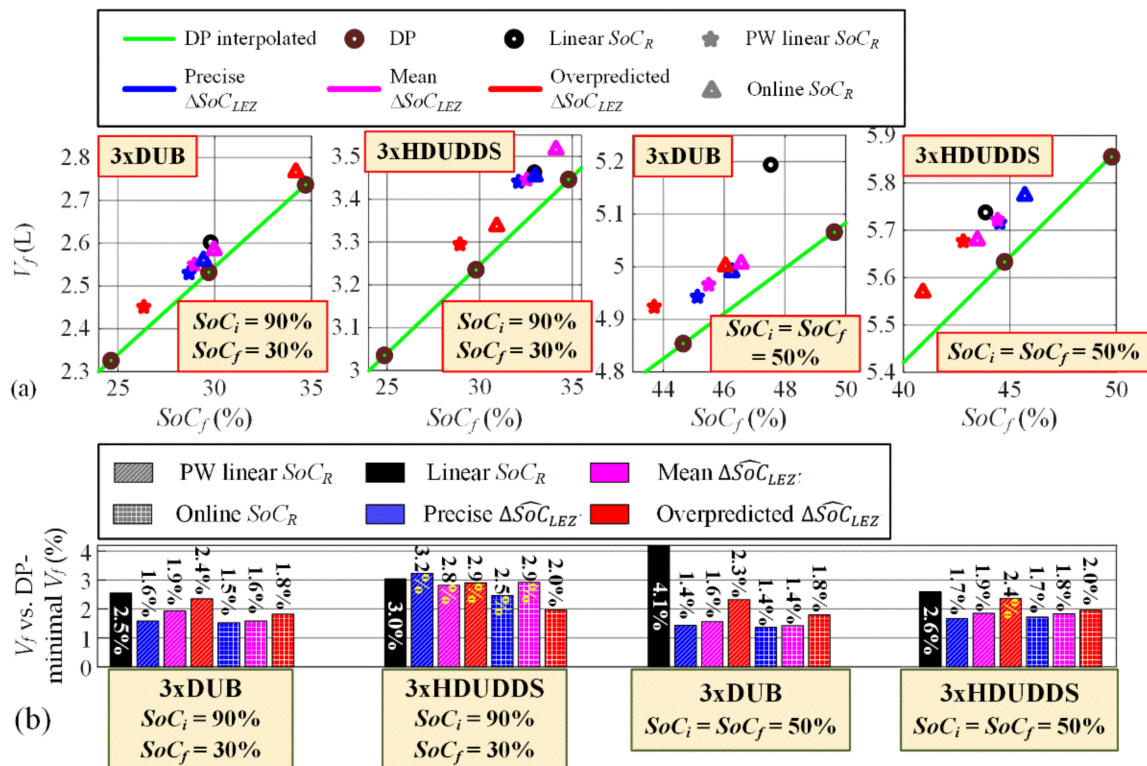 DP interpolated DP Linear SoC_R PW linear SoC_R
Precise ΔSoC_LEZ Mean ΔSoC_LEZ Overpredicted ΔSoC_LEZ Online SoC_R
(a)
V_f (L)
3xDUB
2.8
2.7
2.6
2.5
2.4
2.3
SoC_i = 90%
SoC_f = 30%
25 30 35
SoC_f (%)
3xHDUDDS
3.5
3.4
3.3
3.2
3.1
3
SoC_i = 90%
SoC_f = 30%
25 30 35
SoC_f (%)
3xDUB
5.2
5.1
5
4.9
4.8
SoC_i = SoC_f
= 50%
44 46 48 50
SoC_f (%)
3xHDUDDS
5.9
5.8
5.7
5.6
5.5
5.4
SoC_i = SoC_f = 50%
40 45 50
SoC_f (%)
PW linear SoC_R Linear SoC_R Mean Δ\widehat{SoC}_LEZ'
Online SoC_R Precise Δ\widehat{SoC}_LEZ' Overpredicted Δ\widehat{SoC}_LEZ
(b)
V_f vs. DP-
minimal V_f (%)
4
3
2
1
0
2.5% 1.6% 1.9% 2.4% 1.5% 1.6% 1.8%
3.0% 3.2% 2.8% 2.9% 2.5% 2.9% 2.0%
4.1% 1.4% 1.6% 2.3% 1.4% 1.4% 1.8%
2.6% 1.7% 1.9% 2.4% 1.7% 1.8% 2.0%
3xDUB
SoC_i = 90%
SoC_f = 30%
3xHDUDDS
SoC_i = 90%
SoC_f = 30%
3xDUB
SoC_i = SoC_f = 50%
3xHDUDDS
SoC_i = SoC_f = 50%